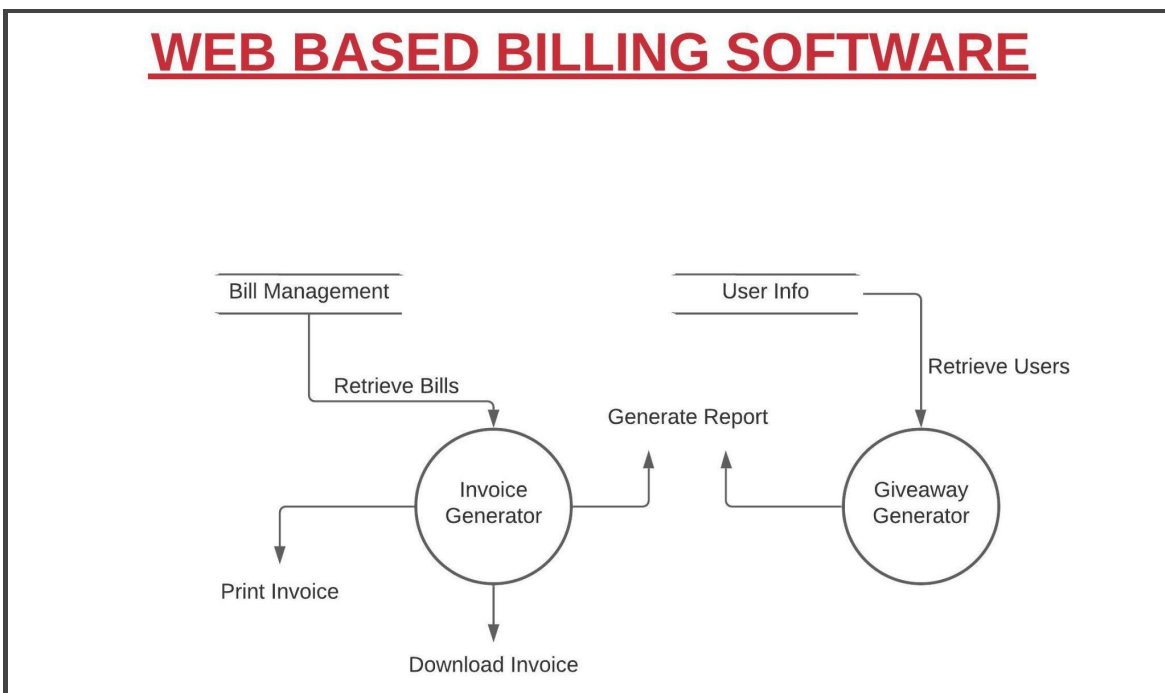 WEB BASED BILLING SOFTWARE
Bill Management
User Info
Retrieve Users
Retrieve Bills
Generate Report
Invoice
Generator
Giveaway
Generator
Print Invoice
Download Invoice